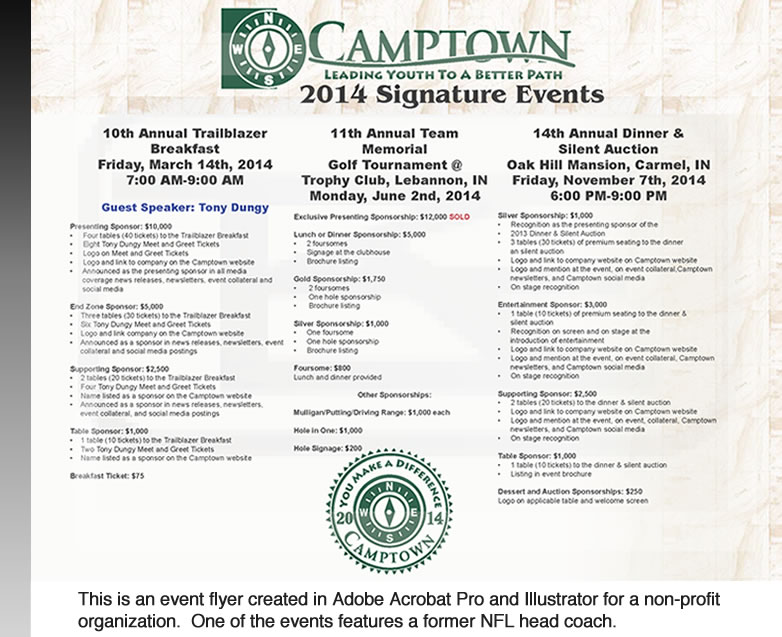 CAMPTOWN
LEADING YOUTH TO A BETTER PATH
2014 Signature Events
10th Annual Trailblazer
Breakfast
Friday, March 14th, 2014
7:00 AM-9:00 AM
Guest Speaker: Tony Dungy
Presenting Sponsor: $10,000
• Four tables (40 tickets) to the Trailblazer Breakfast
• Eight Tony Dungy Meet and Greet Tickets
• Logo on Meet and Greet Tickets
• Logo and link to company on the Camptown website
• Announced as the presenting sponsor in all media
coverage news releases, newsletters, event collateral and
social media
End Zone Sponsor: $5,000
• Three tables (30 tickets) to the Trailblazer Breakfast
• Six Tony Dungy Meet and Greet Tickets
• Logo and link company on the Camptown website
• Announced as a sponsor in news releases, newsletters, event
collateral and social media postings
Supporting Sponsor: $2,500
• 2 tables (20 tickets) to the Trailblazer Breakfast
• Four Tony Dungy Meet and Greet Tickets
• Name listed as a sponsor on the Camptown website
• Announced as a sponsor in news releases, newsletters,
event collateral, and social media postings
Table Sponsor: $1,000
• 1 table (10 tickets) to the Trailblazer Breakfast
• Two Tony Dungy Meet and Greet Tickets
• Name listed as a sponsor on the Camptown website
Breakfast Ticket: $75
11th Annual Team
Memorial
Golf Tournament @
Trophy Club, Lebannon, IN
Monday, June 2nd, 2014
Exclusive Presenting Sponsorship: $12,000 SOLD
Lunch or Dinner Sponsorship: $5,000
• 2 foursomes
• Signage at the clubhouse
• Brochure listing
Gold Sponsorship: $1,750
• 2 foursomes
• One hole sponsorship
• Brochure listing
Silver Sponsorship: $1,000
• One foursome
• One hole sponsorship
• Brochure listing
Foursome: $800
Lunch and dinner provided
Other Sponsorships:
Mulligan/Putting/Driving Range: $1,000 each
Hole in One: $1,000
Hole Signage: $200
YOU MAKE A DIFFERENCE
N
W E
S
20 14
CAMPTOWN
14th Annual Dinner &
Silent Auction
Oak Hill Mansion, Carmel, IN
Friday, November 7th, 2014
6:00 PM-9:00 PM
Silver Sponsorship: $1,000
• Recognition as the presenting sponsor of the
• 2013 Dinner & Silent Auction
• 3 tables (30 tickets) of premium seating to the dinner
an silent auction
• Logo and link to company website on Camptown website
• Logo and mention at the event, on event collateral,Camptown
newsletters, and Camptown social media
• On stage recognition
Entertainment Sponsor: $3,000
• 1 table (10 tickets) of premium seating to the dinner &
silent auction
• Recognition on screen and on stage at the
introduction of entertainment
• Logo and link to company website on Camptown website
• Logo and mention at the event, on event collateral, Camptown
newsletters, and Camptown social media
• On stage recognition
Supporting Sponsor: $2,500
• 2 tables (20 tickets) to the dinner & silent auction
• Logo and link to company website on Camptown website
• Logo and mention at the event, on event, collateral, Camptown
newsletters, and Camptown social media
• On stage recognition
Table Sponsor: $1,000
• 1 table (10 tickets) to the dinner & silent auction
• Listing in event brochure
Dessert and Auction Sponsorships: $250
Logo on applicable table and welcome screen
This is an event flyer created in Adobe Acrobat Pro and Illustrator for a non-profit
organization. One of the events features a former NFL head coach.